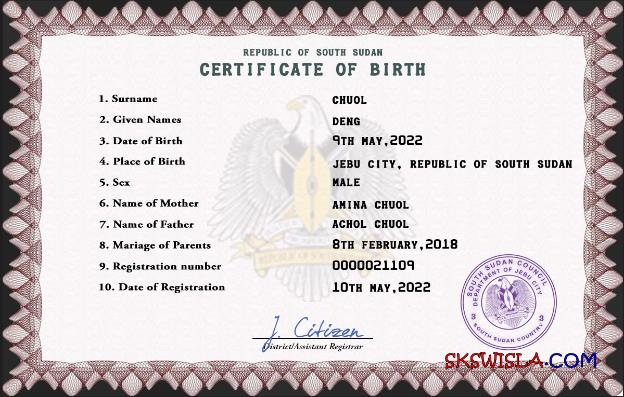 REPUBLIC OF SOUTH SUDAN
CERTIFICATE OF BIRTH
1. Surname CHUOL
2. Given Names DENG
3. Date of Birth 9TH MAY,2022
4. Place of Birth JEBU CITY, REPUBLIC OF SOUTH SUDAN
5. Sex MALE
6. Name of Mother AMINA CHUOL
7. Name of Father ACHOL CHUOL
8. Mariage of Parents 8TH FEBRUARY,2018
9. Registration number 0000021109
10. Date of Registration 10TH MAY,2022
SOUTH SUDAN COUNCIL
DEPARTMENT OF JEBU CITY
3 3
SOUTH SUDAN COUNTRY
J. Citizen
District/Assistant Registrar
SKSWISLA.COM